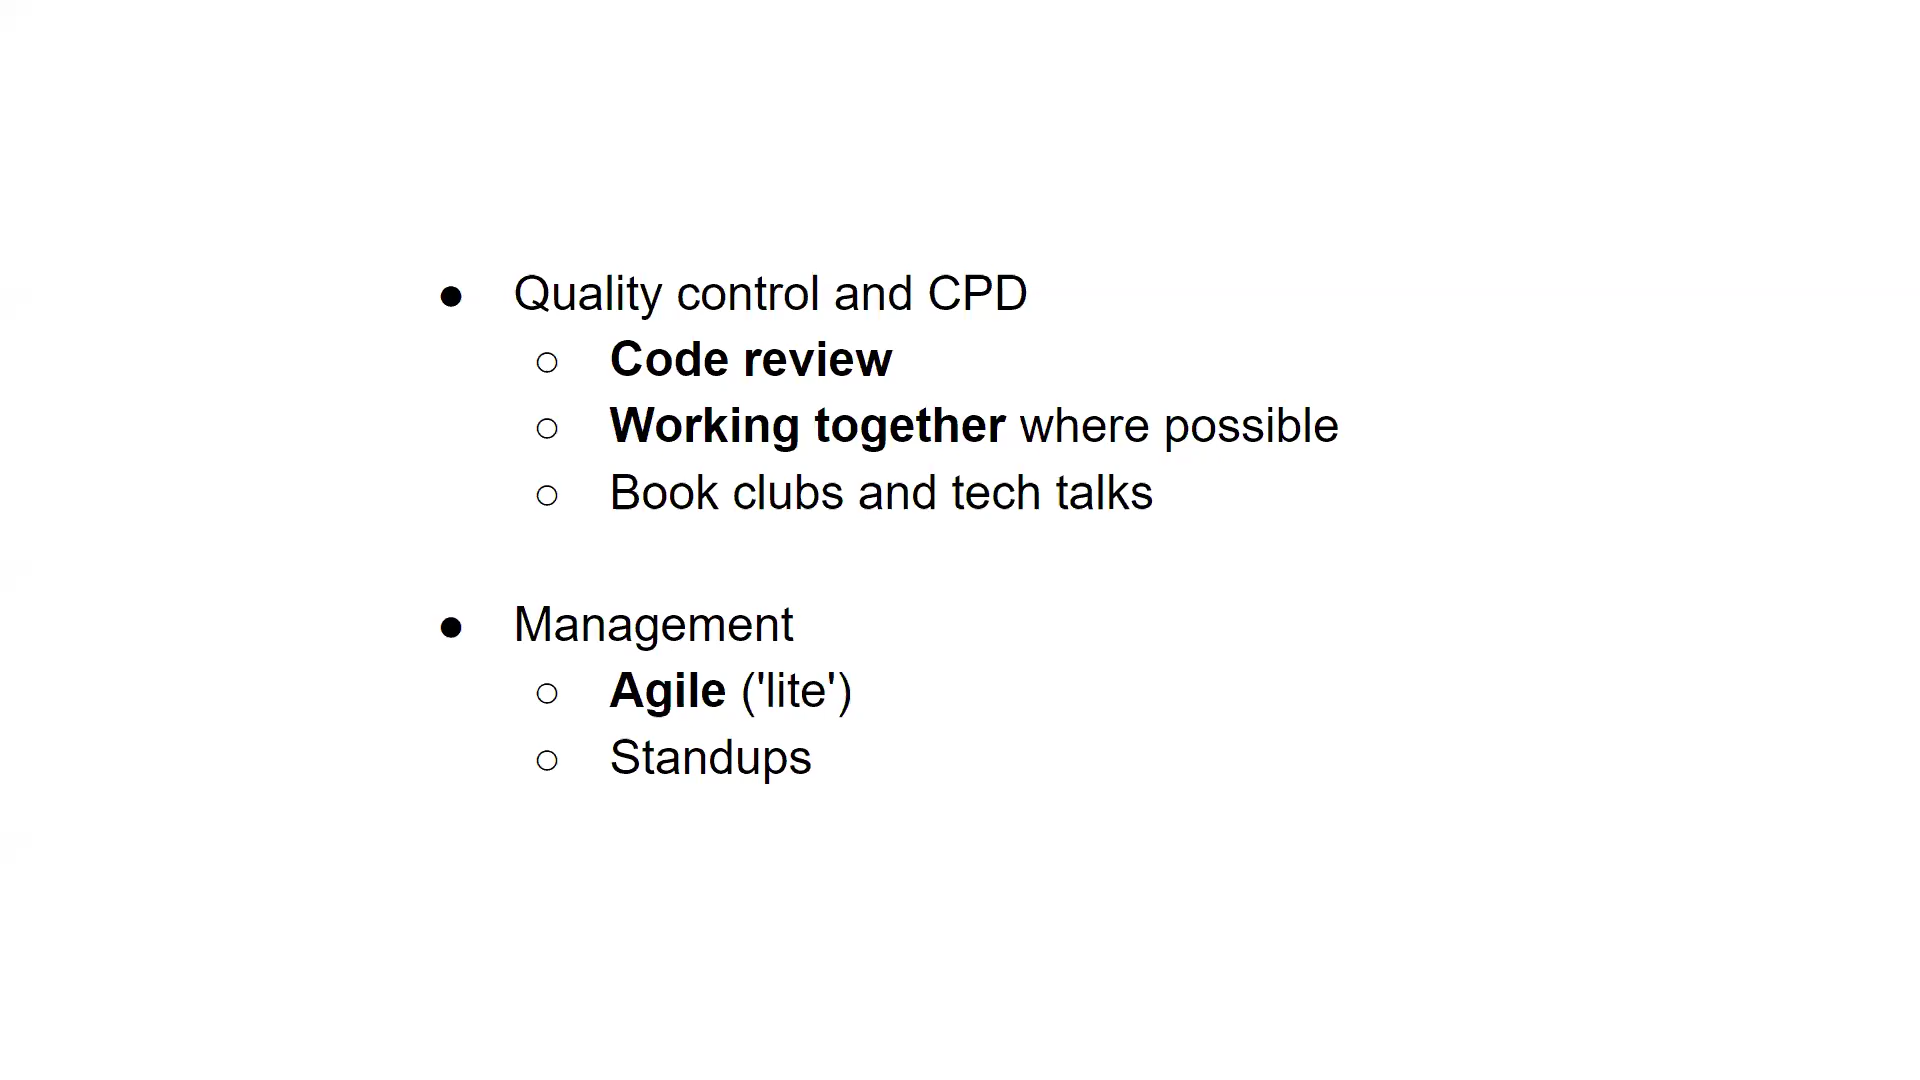 ● Quality control and CPD
○ Code review
○ Working together where possible
○ Book clubs and tech talks
● Management
○ Agile ('lite')
○ Standups